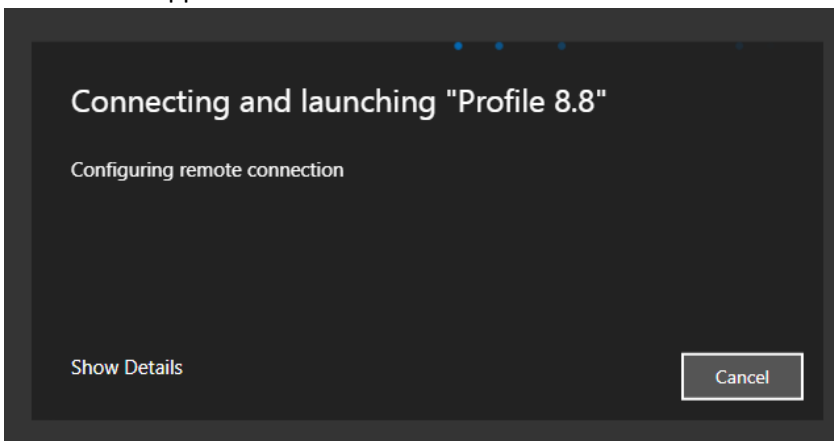 Connecting and launching "Profile 8.8"
Configuring remote connection
Show Details
Cancel